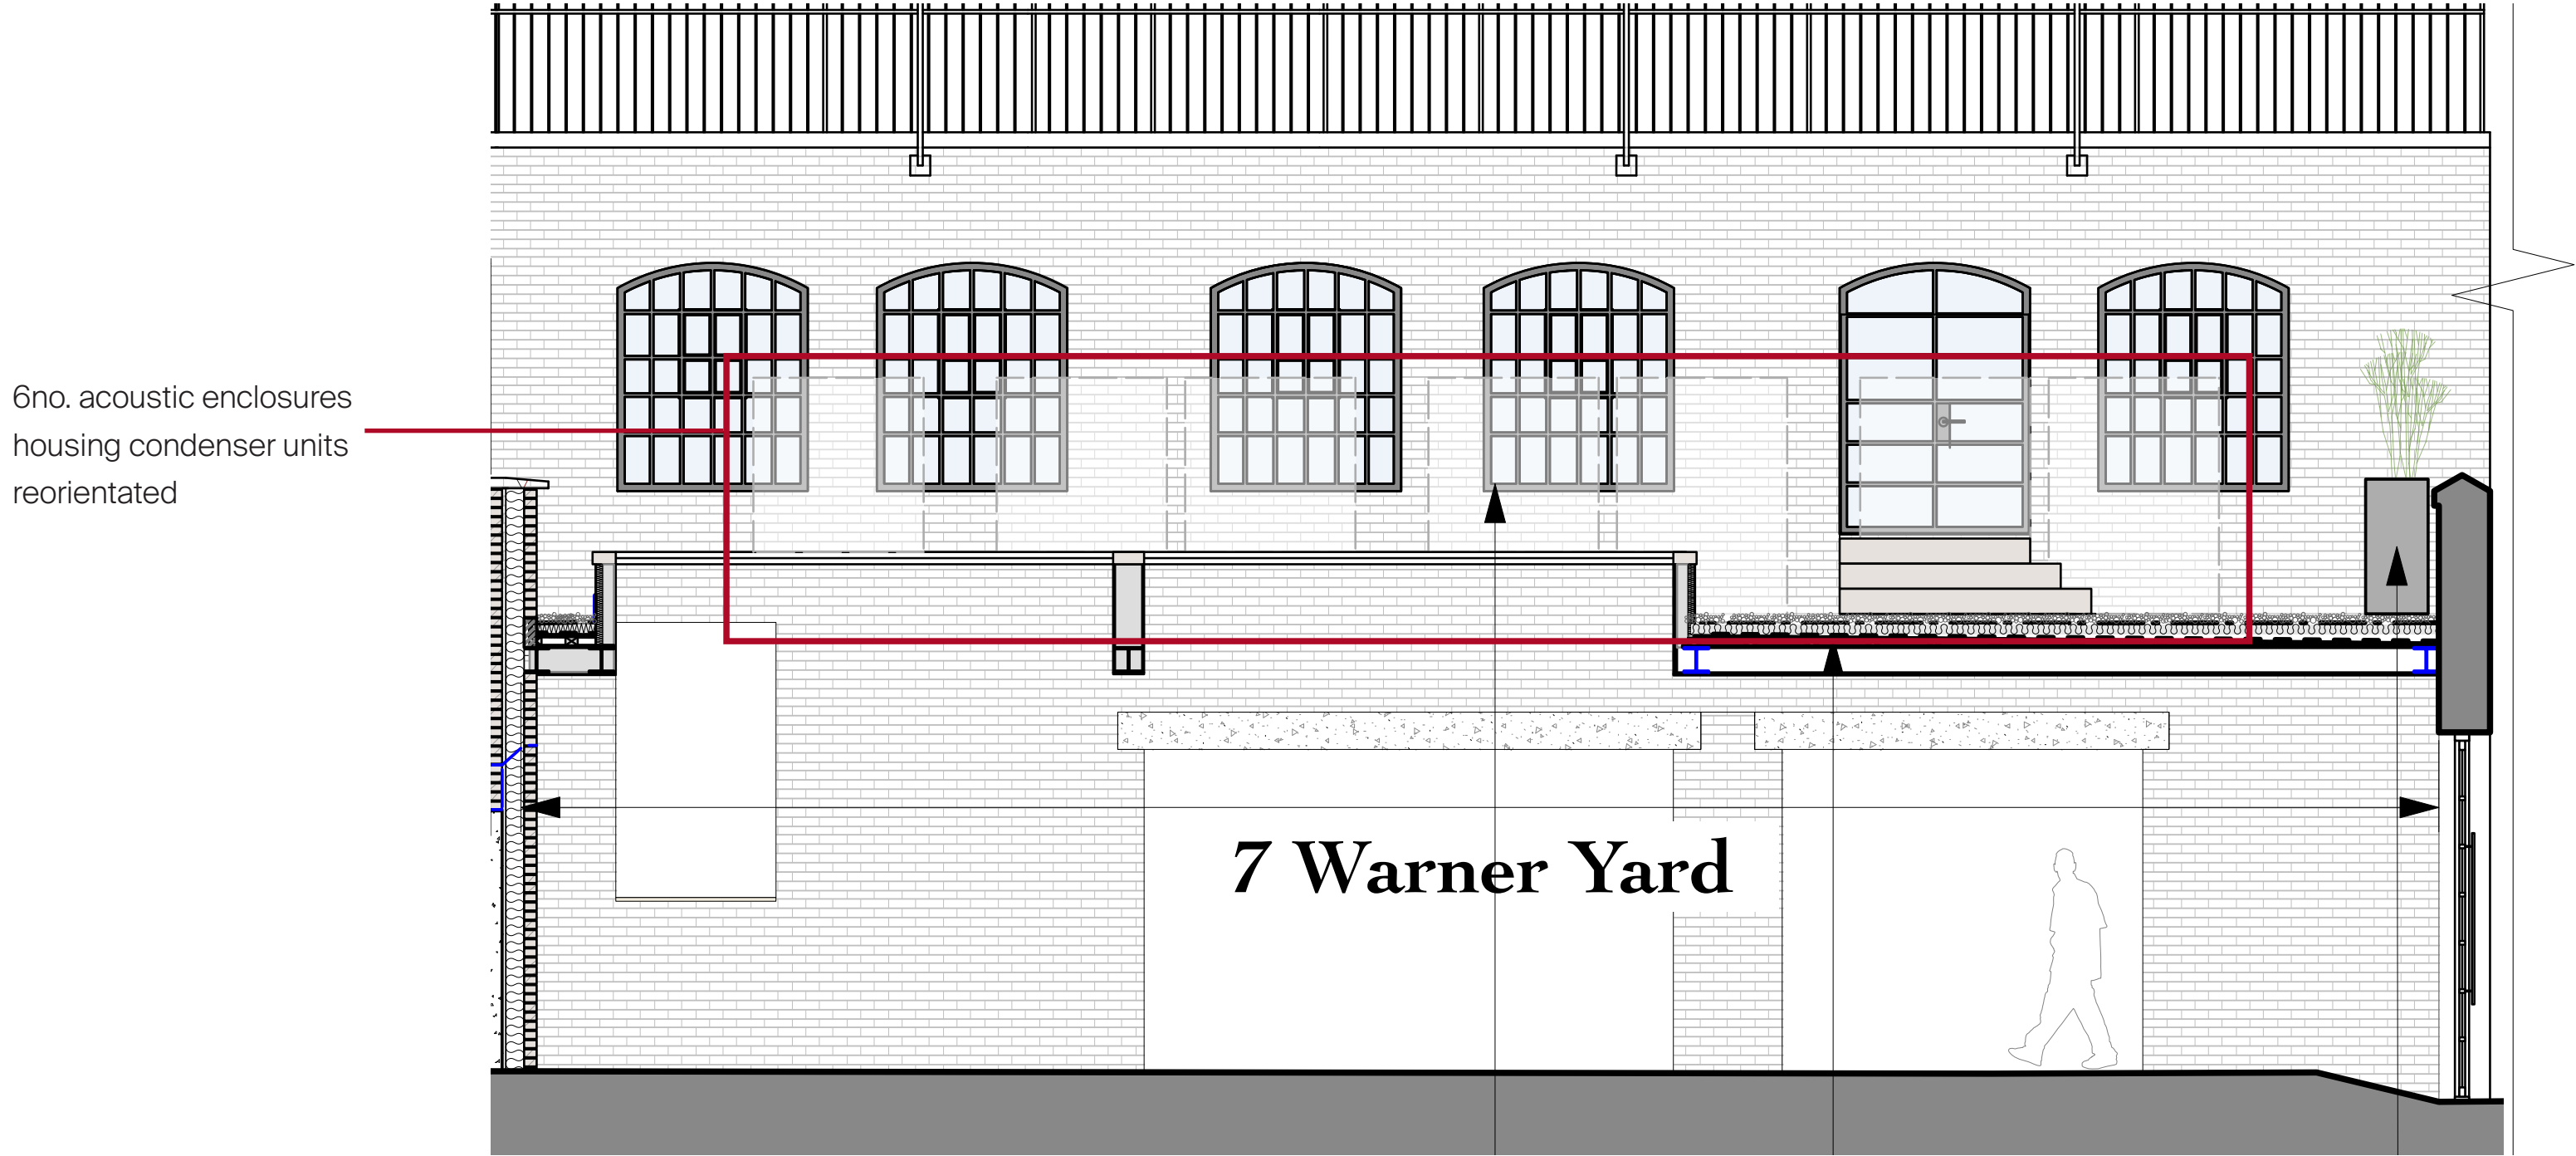 6no. acoustic enclosures
housing condenser units
reorientated
7 Warner Yard